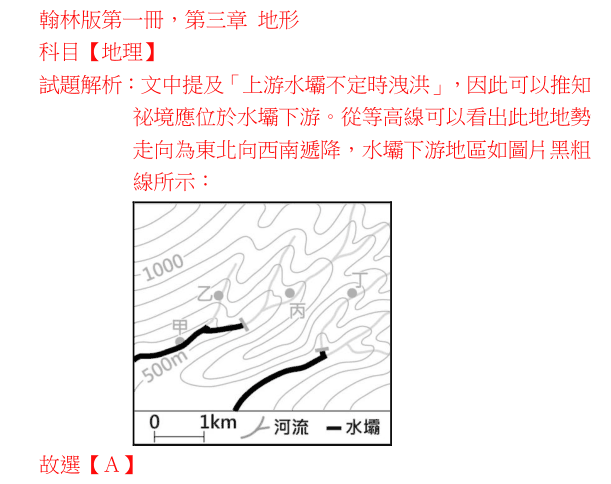 翰林版第一冊，第三章 地形
科目【地理】
試題解析：文中提及「上游水壩不定時洩洪」，因此可以推知
祕境應位於水壩下游。從等高線可以看出此地地勢
走向為東北向西南遞降，水壩下游地區如圖片黑粗
線所示：
1000
乙
丙
丁
甲
500m
0 1km 河流 水壩
故選【Ａ】